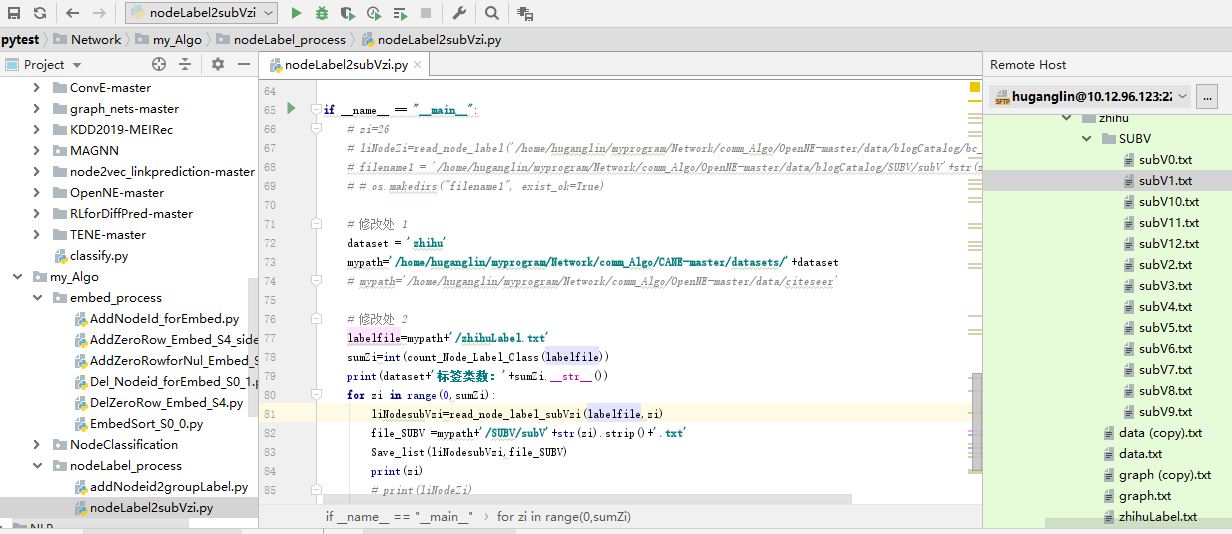 nodeLabel2subVzi
pytest Network my_Algo nodeLabel_process nodeLabel2subVzi.py
Project
ConvE-master
graph_nets-master
KDD2019-MEIRec
MAGNN
node2vec_linkprediction-master
OpenNE-master
RLforDiffPred-master
TENE-master
classify.py
my_Algo
embed_process
AddNodeId_forEmbed.py
AddZeroRow_Embed_S4_side
AddZeroRowforNul_Embed_S
Del_Nodeid_forEmbed_S0_1.p
DelZeroRow_Embed_S4.py
EmbedSort_S0_0.py
NodeClassification
nodeLabel_process
addNodeid2groupLabel.py
nodeLabel2subVzi.py
NLP
nodeLabel2subVzi.py
64
65 if __name__ == "__main__":
66 # zi=26
67 # liNodeZi=read_node_label('/home/huganglin/myprogram/Network/comm_Algo/OpenNE-master/data/blogCatalog/bc_
68 # filename1 = '/home/huganglin/myprogram/Network/comm_Algo/OpenNE-master/data/blogCatalog/SUBV/subV'+str(z
69 # # os.makedirs("filename1", exist_ok=True)
70
71 # 修改处 1
72 dataset = 'zhihu'
73 mypath='/home/huganglin/myprogram/Network/comm_Algo/CANE-master/datasets/'+dataset
74 # mypath='/home/huganglin/myprogram/Network/comm_Algo/OpenNE-master/data/citeseer'
75
76 # 修改处 2
77 labelfile=mypath+'/zhihuLabel.txt'
78 sumZi=int(count_Node_Label_Class(labelfile))
79 print(dataset+'标签类数：'+sumZi.__str__())
80 for zi in range(0,sumZi):
81 liNodesubVzi=read_node_label_subVzi(labelfile,zi)
82 file_SUBV =mypath+'/SUBV/subV'+str(zi).strip()+'.txt'
83 Save_list(liNodesubVzi,file_SUBV)
84 print(zi)
85 # print(liNodeZi)
if __name__ == "__main__" › for zi in range(0,sumZi)
Remote Host
SFTP huganglin@10.12.96.123:22 ...
zhihu
SUBV
subV0.txt
subV1.txt
subV10.txt
subV11.txt
subV12.txt
subV2.txt
subV3.txt
subV4.txt
subV5.txt
subV6.txt
subV7.txt
subV8.txt
subV9.txt
data (copy).txt
data.txt
graph (copy).txt
graph.txt
zhihuLabel.txt